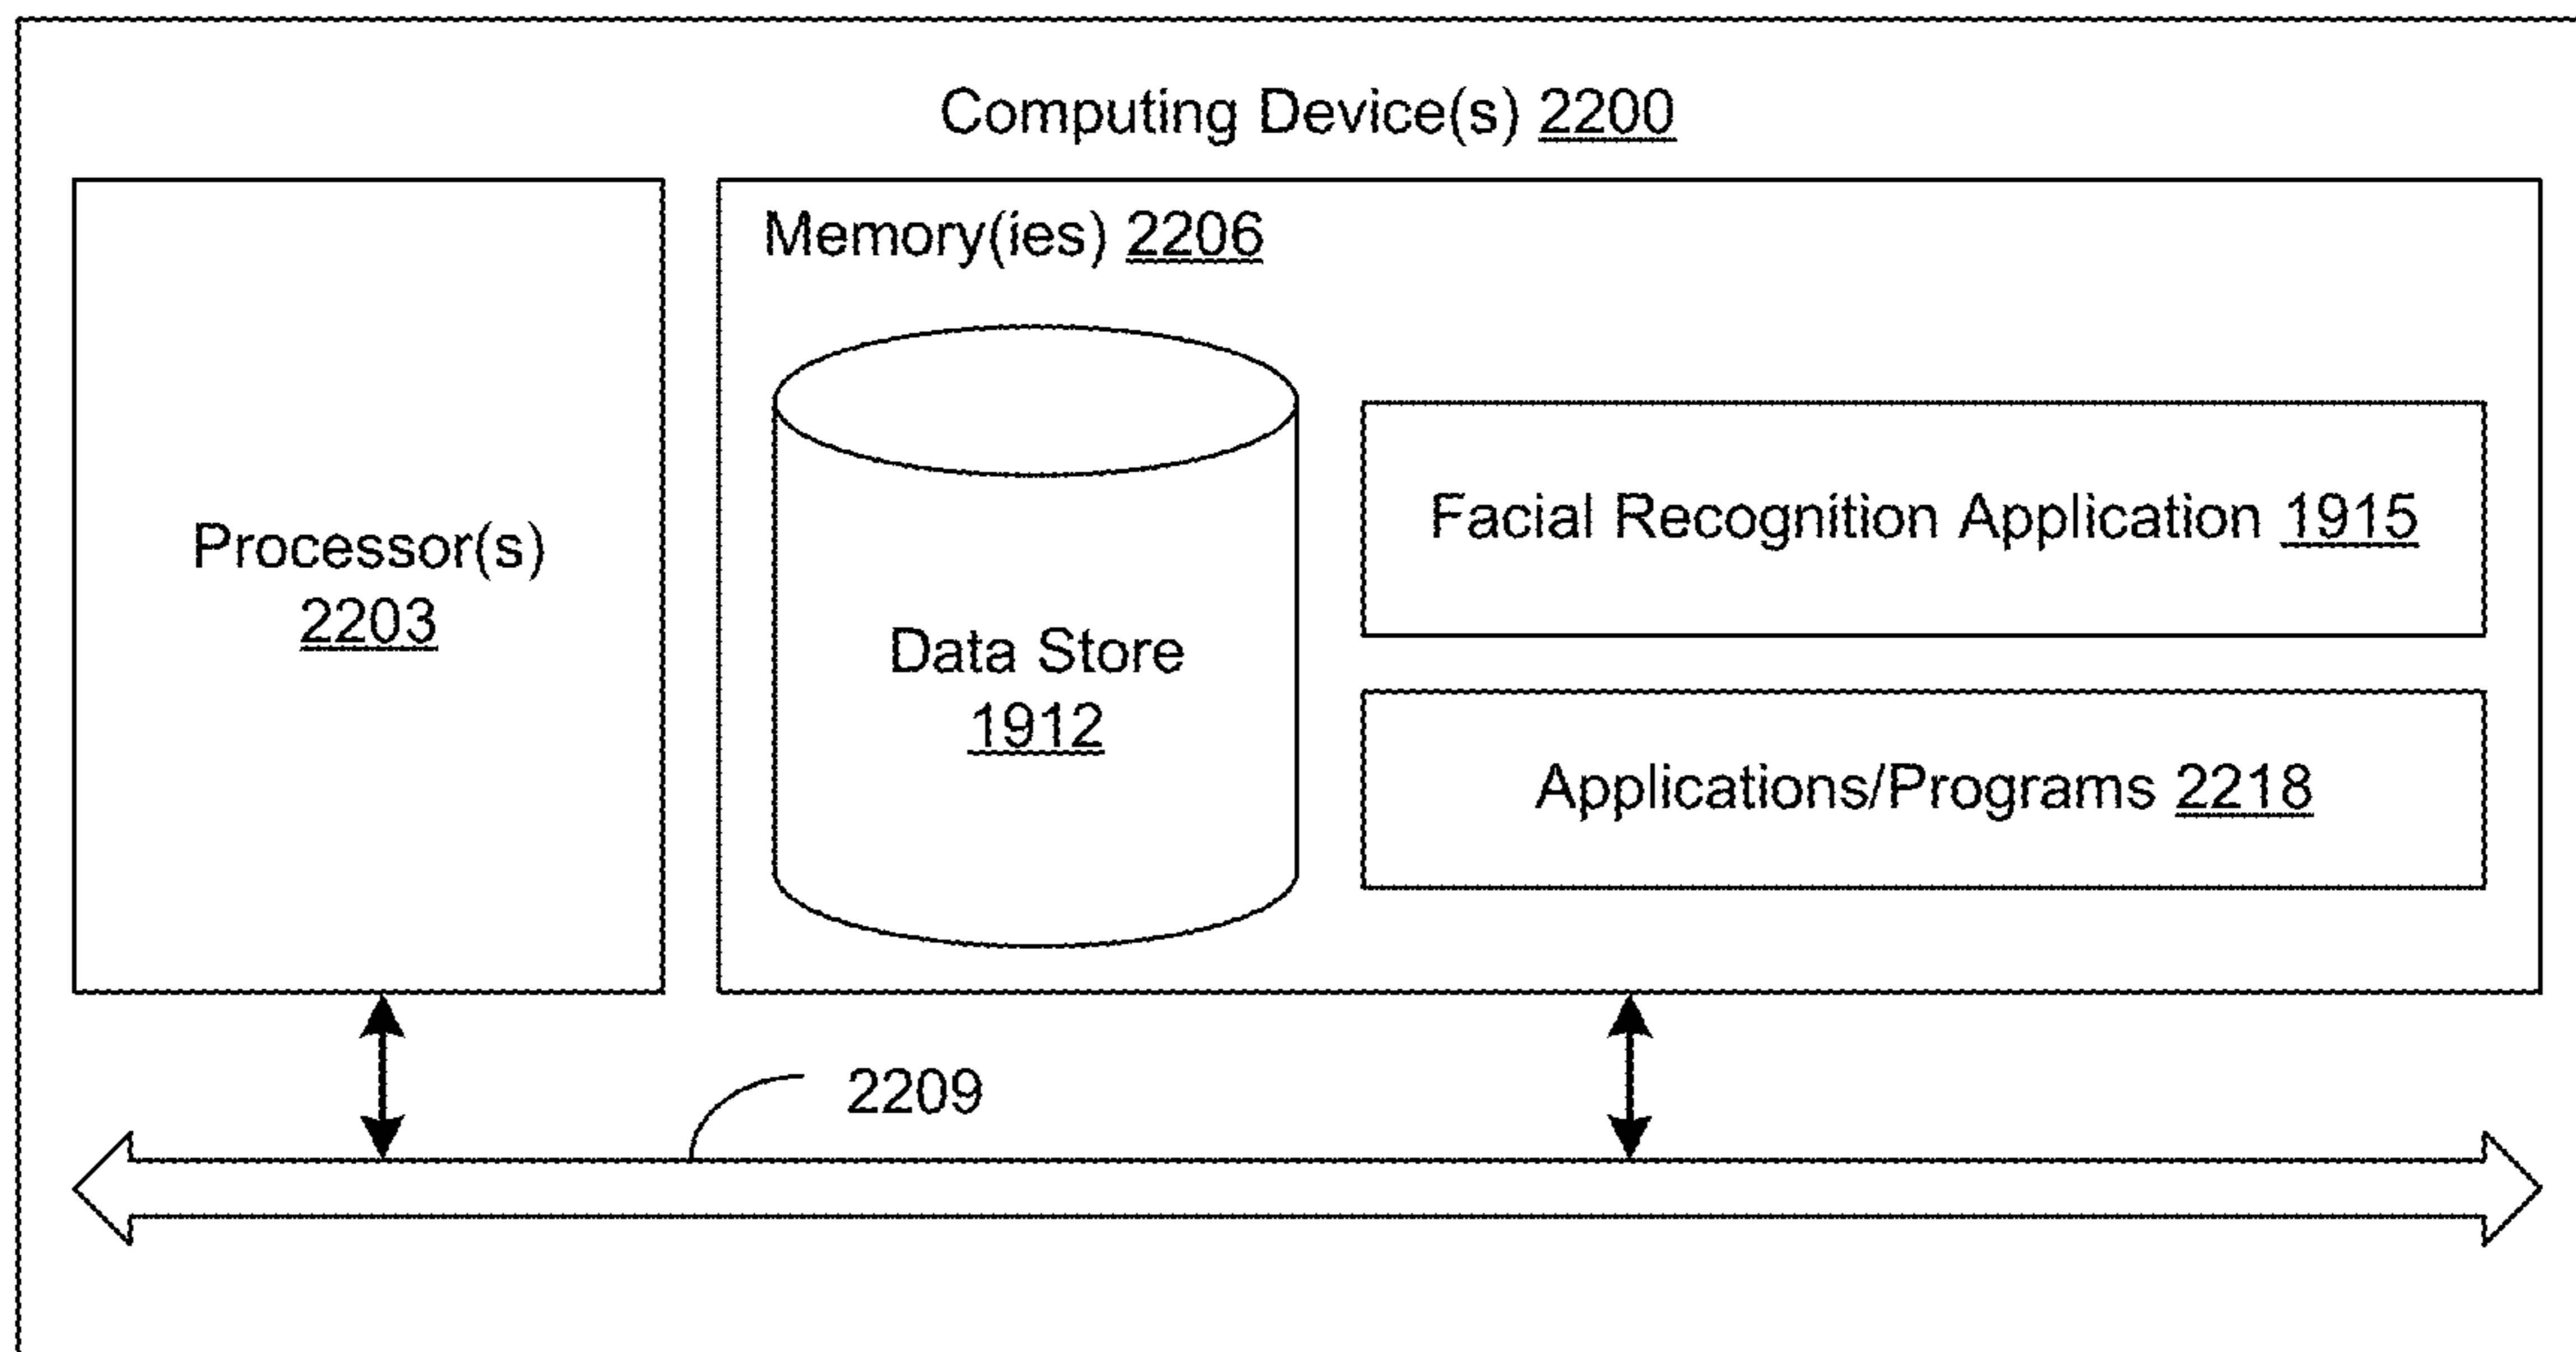 Computing Device(s) 2200
Memory(ies) 2206
Processor(s)
2203
Data Store
1912
Facial Recognition Application 1915
Applications/Programs 2218
2209